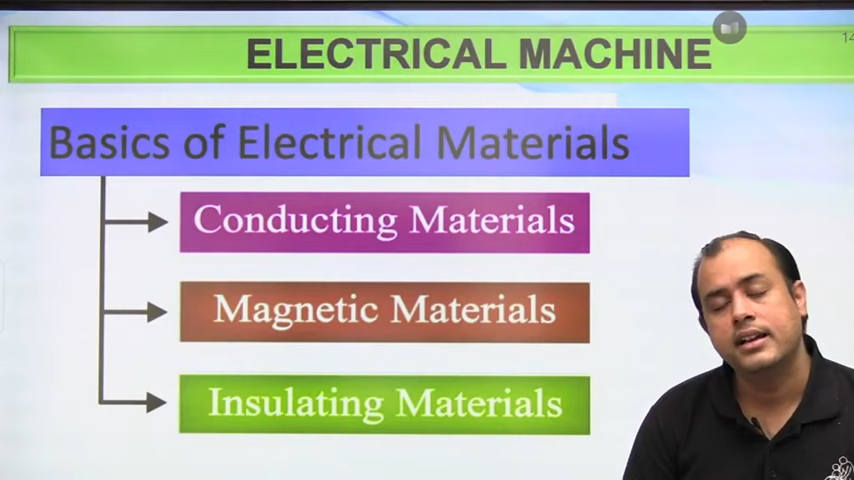 ELECTRICAL MACHINE
Basics of Electrical Materials
Conducting Materials
Magnetic Materials
Insulating Materials